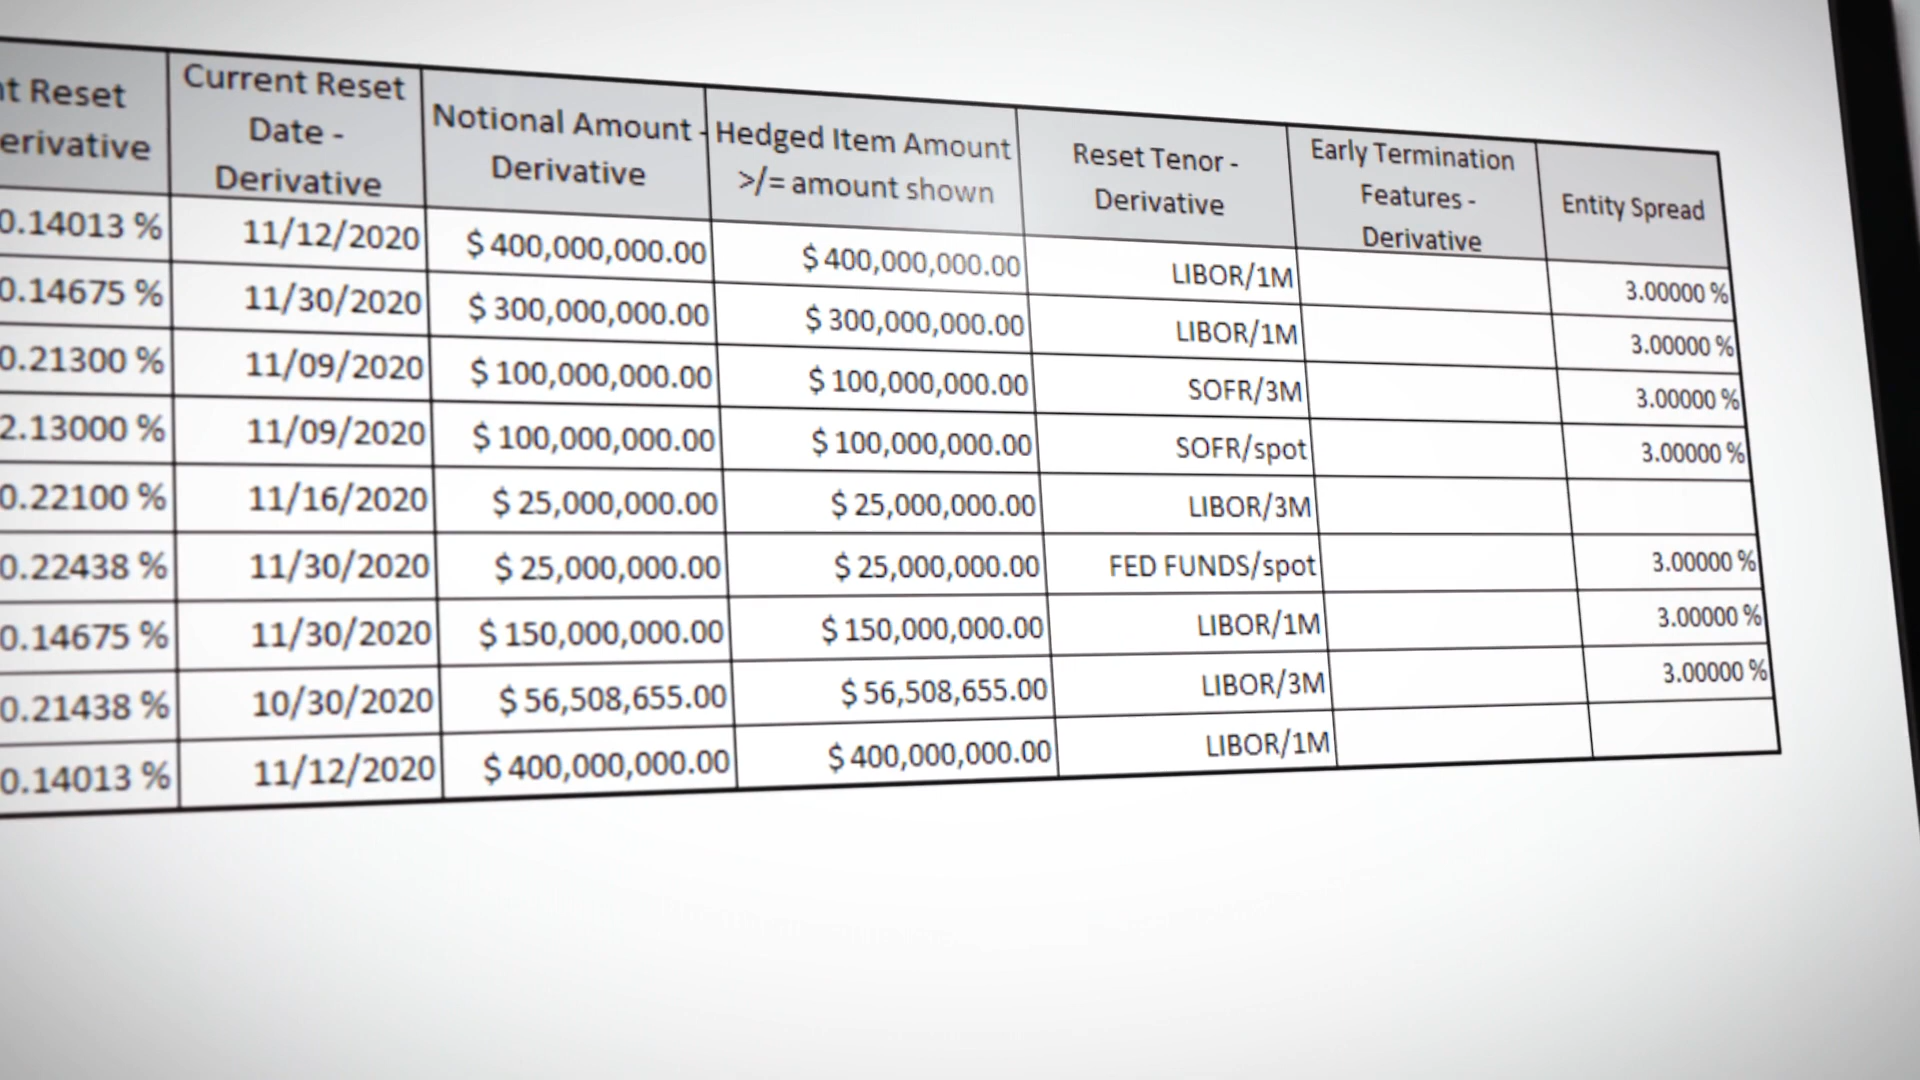 t Reset
erivative
Current Reset
Date -
Derivative
Notional Amount -
Derivative
Hedged Item Amount
>/= amount shown
Reset Tenor -
Derivative
Early Termination
Features -
Derivative
Entity Spread
0.14013 % 11/12/2020 $ 400,000,000.00 $ 400,000,000.00 LIBOR/1M 3.00000 %
0.14675 % 11/30/2020 $ 300,000,000.00 $ 300,000,000.00 LIBOR/1M 3.00000 %
0.21300 % 11/09/2020 $ 100,000,000.00 $ 100,000,000.00 SOFR/3M 3.00000 %
2.13000 % 11/09/2020 $ 100,000,000.00 $ 100,000,000.00 SOFR/spot 3.00000 %
0.22100 % 11/16/2020 $ 25,000,000.00 $ 25,000,000.00 LIBOR/3M
0.22438 % 11/30/2020 $ 25,000,000.00 $ 25,000,000.00 FED FUNDS/spot 3.00000 %
0.14675 % 11/30/2020 $ 150,000,000.00 $ 150,000,000.00 LIBOR/1M 3.00000 %
0.21438 % 10/30/2020 $ 56,508,655.00 $ 56,508,655.00 LIBOR/3M 3.00000 %
0.14013 % 11/12/2020 $ 400,000,000.00 $ 400,000,000.00 LIBOR/1M